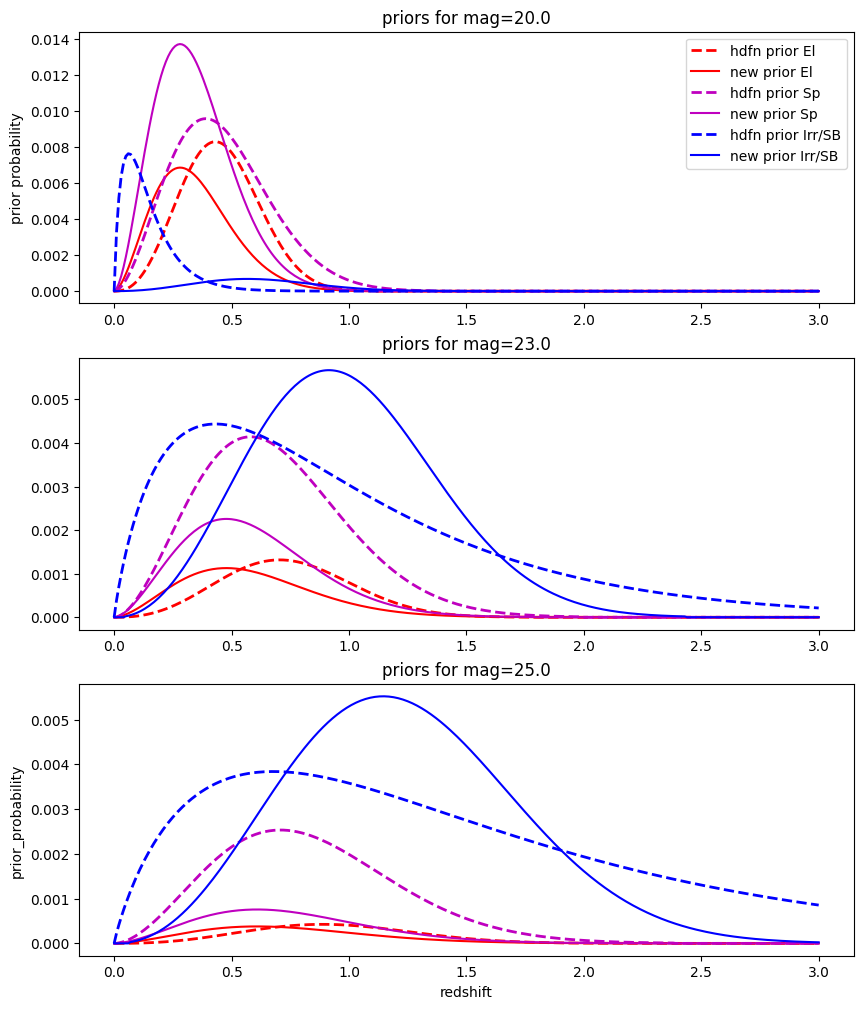 priors for mag=20.0
prior probability
0.014
0.012
0.010
0.008
0.006
0.004
0.002
0.000
hdfn prior El
new prior El
hdfn prior Sp
new prior Sp
hdfn prior Irr/SB
new prior Irr/SB
0.0 0.5 1.0 1.5 2.0 2.5 3.0
priors for mag=23.0
0.005
0.004
0.003
0.002
0.001
0.000
0.0 0.5 1.0 1.5 2.0 2.5 3.0
priors for mag=25.0
prior_probability
0.005
0.004
0.003
0.002
0.001
0.000
0.0 0.5 1.0 1.5 2.0 2.5 3.0
redshift